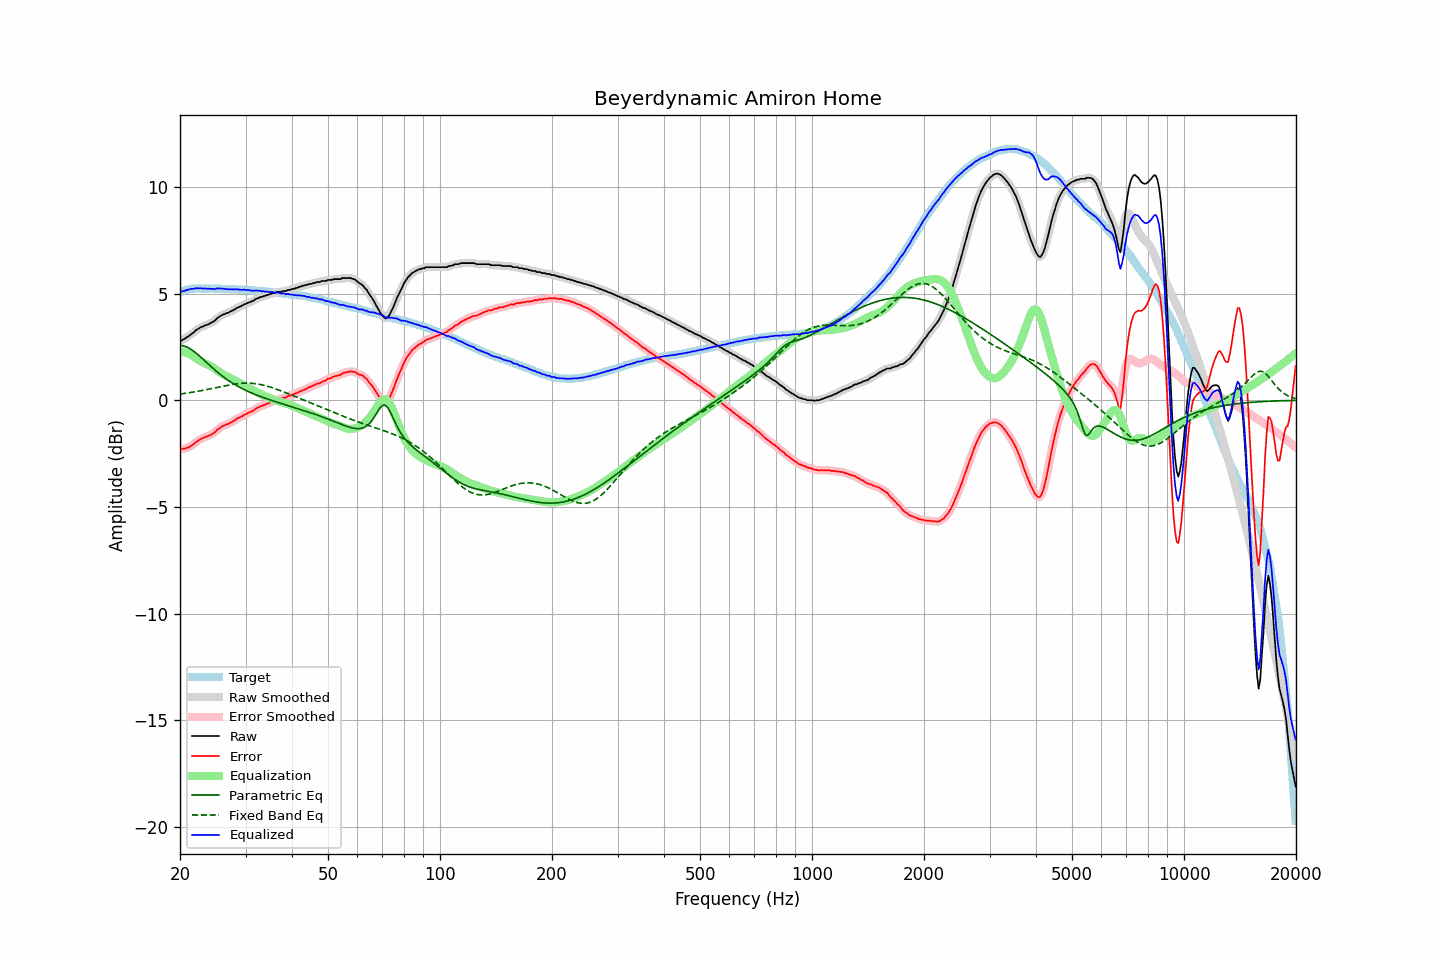 Beyerdynamic Amiron Home
Amplitude (dBr)
10
5
0
−5
−10
−15
−20
Target
Raw Smoothed
Error Smoothed
Raw
Error
Equalization
Parametric Eq
Fixed Band Eq
Equalized
20 50 100 200 500 1000 2000 5000 10000 20000
Frequency (Hz)